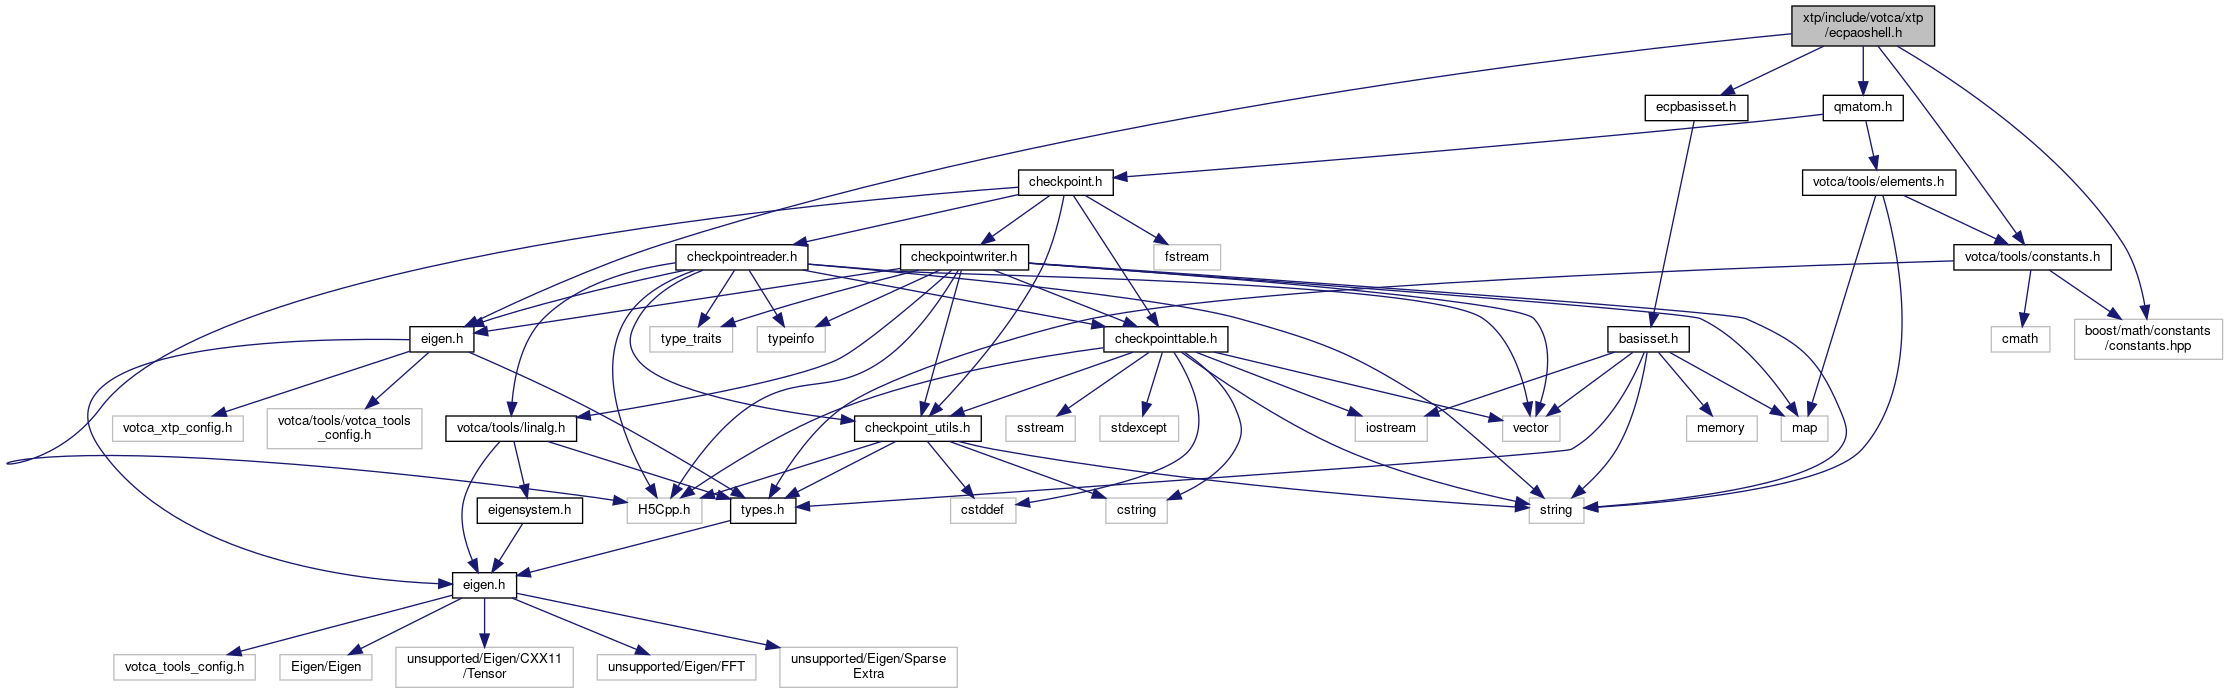 xtp/include/votca/xtp
/ecpaoshell.h
ecpbasisset.h
qmatom.h
checkpoint.h
votca/tools/elements.h
checkpointreader.h
checkpointwriter.h
fstream
votca/tools/constants.h
eigen.h
type_traits
typeinfo
checkpointtable.h
basisset.h
cmath
boost/math/constants
/constants.hpp
votca_xtp_config.h
votca/tools/votca_tools
_config.h
votca/tools/linalg.h
checkpoint_utils.h
sstream
stdexcept
iostream
vector
memory
map
eigensystem.h
H5Cpp.h
types.h
cstddef
cstring
string
eigen.h
votca_tools_config.h
Eigen/Eigen
unsupported/Eigen/CXX11
/Tensor
unsupported/Eigen/FFT
unsupported/Eigen/Sparse
Extra